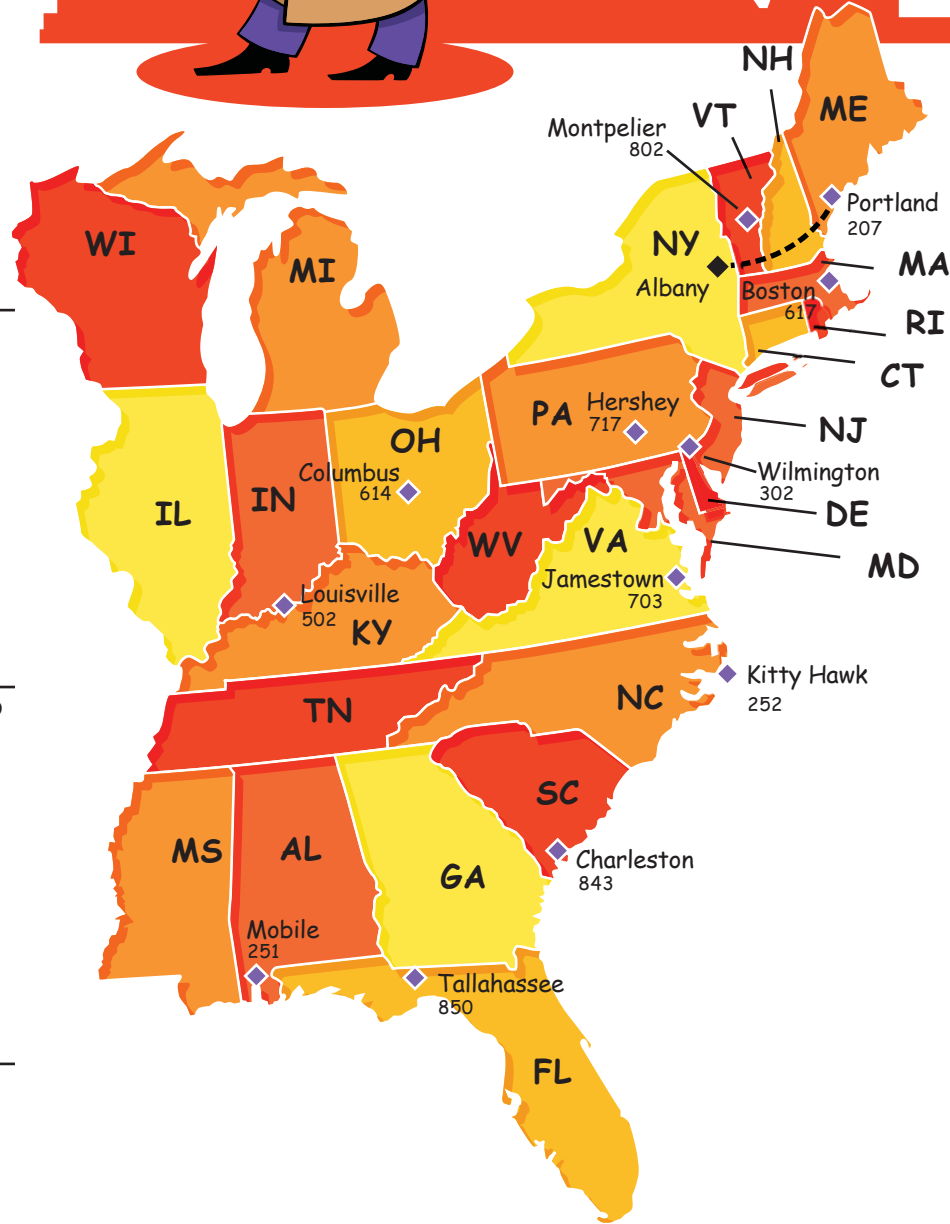 NH
ME
VT
Montpelier
802
Portland
207
WI
NY
MI
MA
Albany
Boston
617
RI
CT
PA
Hershey
717
NJ
OH
Columbus
614
Wilmington
302
IN
IL
DE
WV
VA
MD
Jamestown
703
Louisville
502
KY
Kitty Hawk
252
NC
TN
SC
MS
AL
Charleston
843
GA
Mobile
251
Tallahassee
850
FL